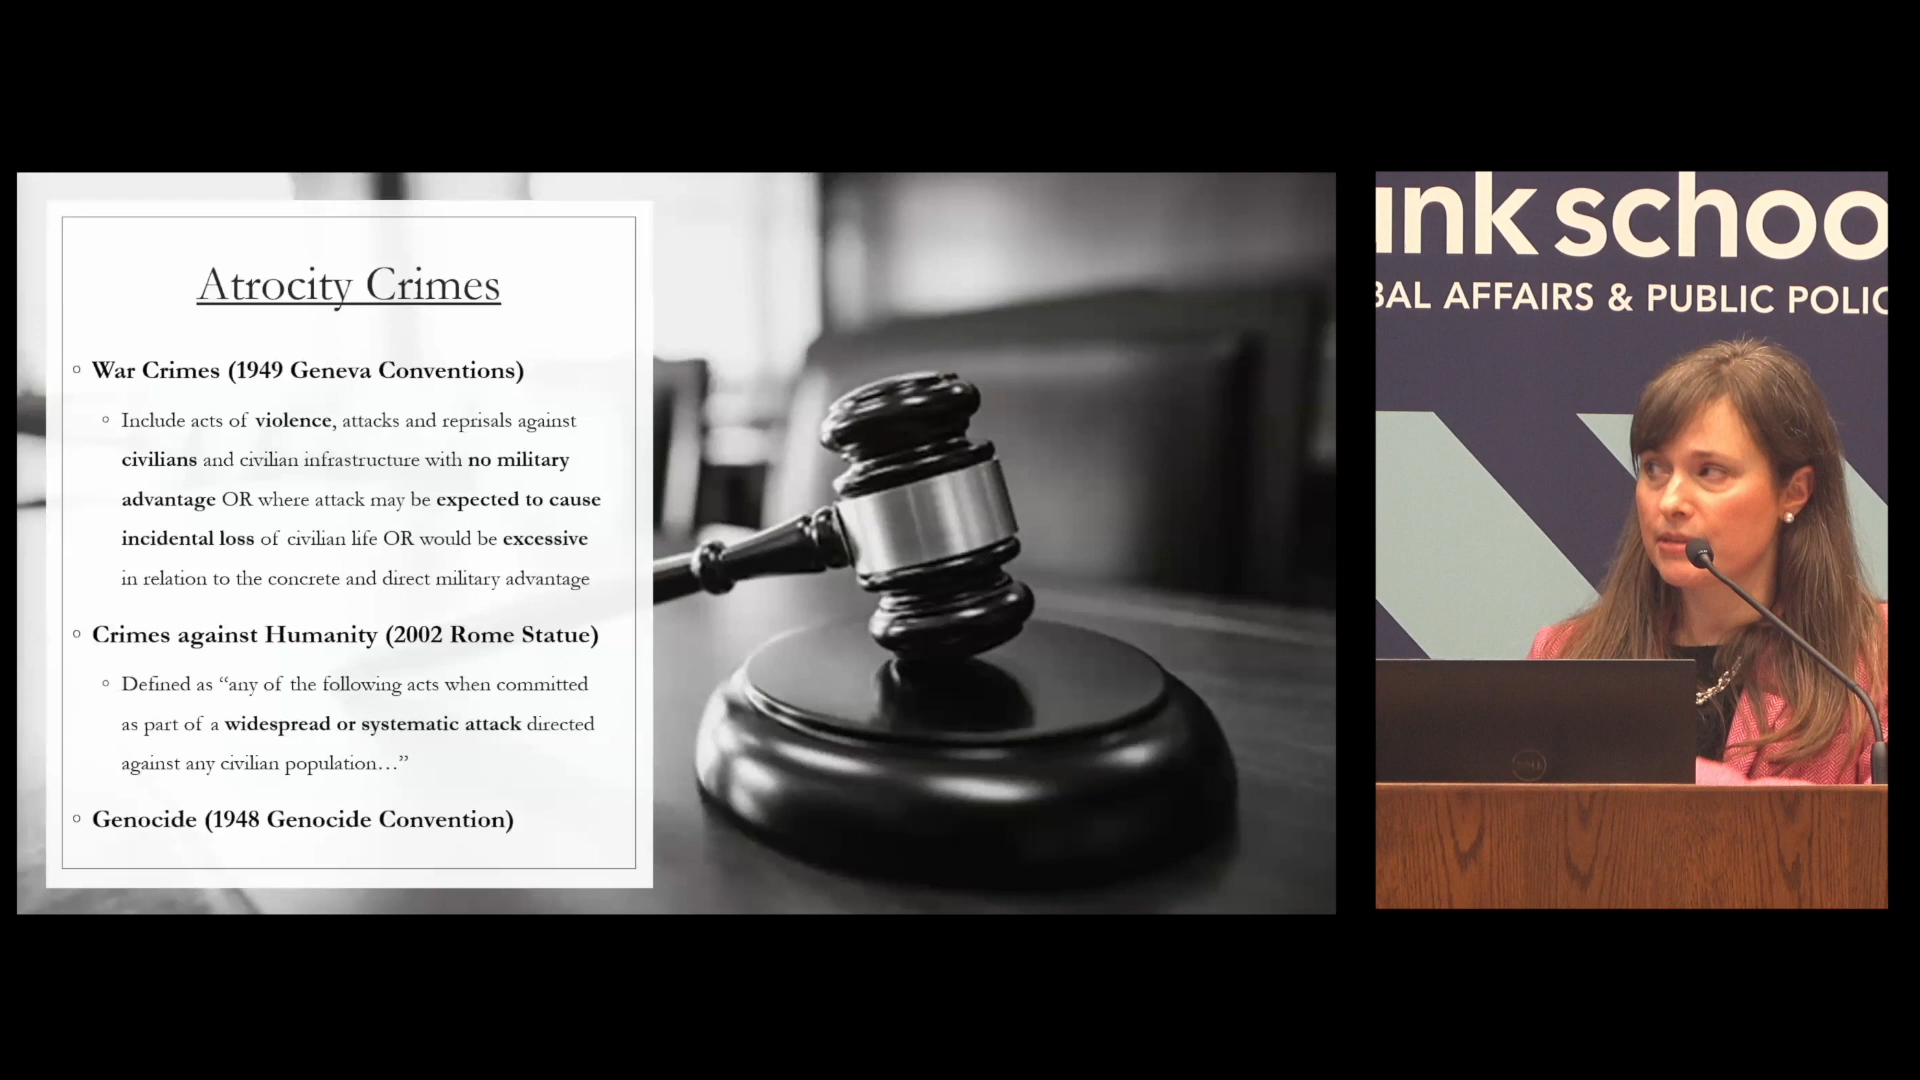 Atrocity Crimes
War Crimes (1949 Geneva Conventions)
Include acts of violence, attacks and reprisals against
civilians and civilian infrastructure with no military
advantage OR where attack may be expected to cause
incidental loss of civilian life OR would be excessive
in relation to the concrete and direct military advantage
Crimes against Humanity (2002 Rome Statue)
Defined as “any of the following acts when committed
as part of a widespread or systematic attack directed
against any civilian population…”
Genocide (1948 Genocide Convention)
unk schoo
BAL AFFAIRS & PUBLIC POLIC
DELL